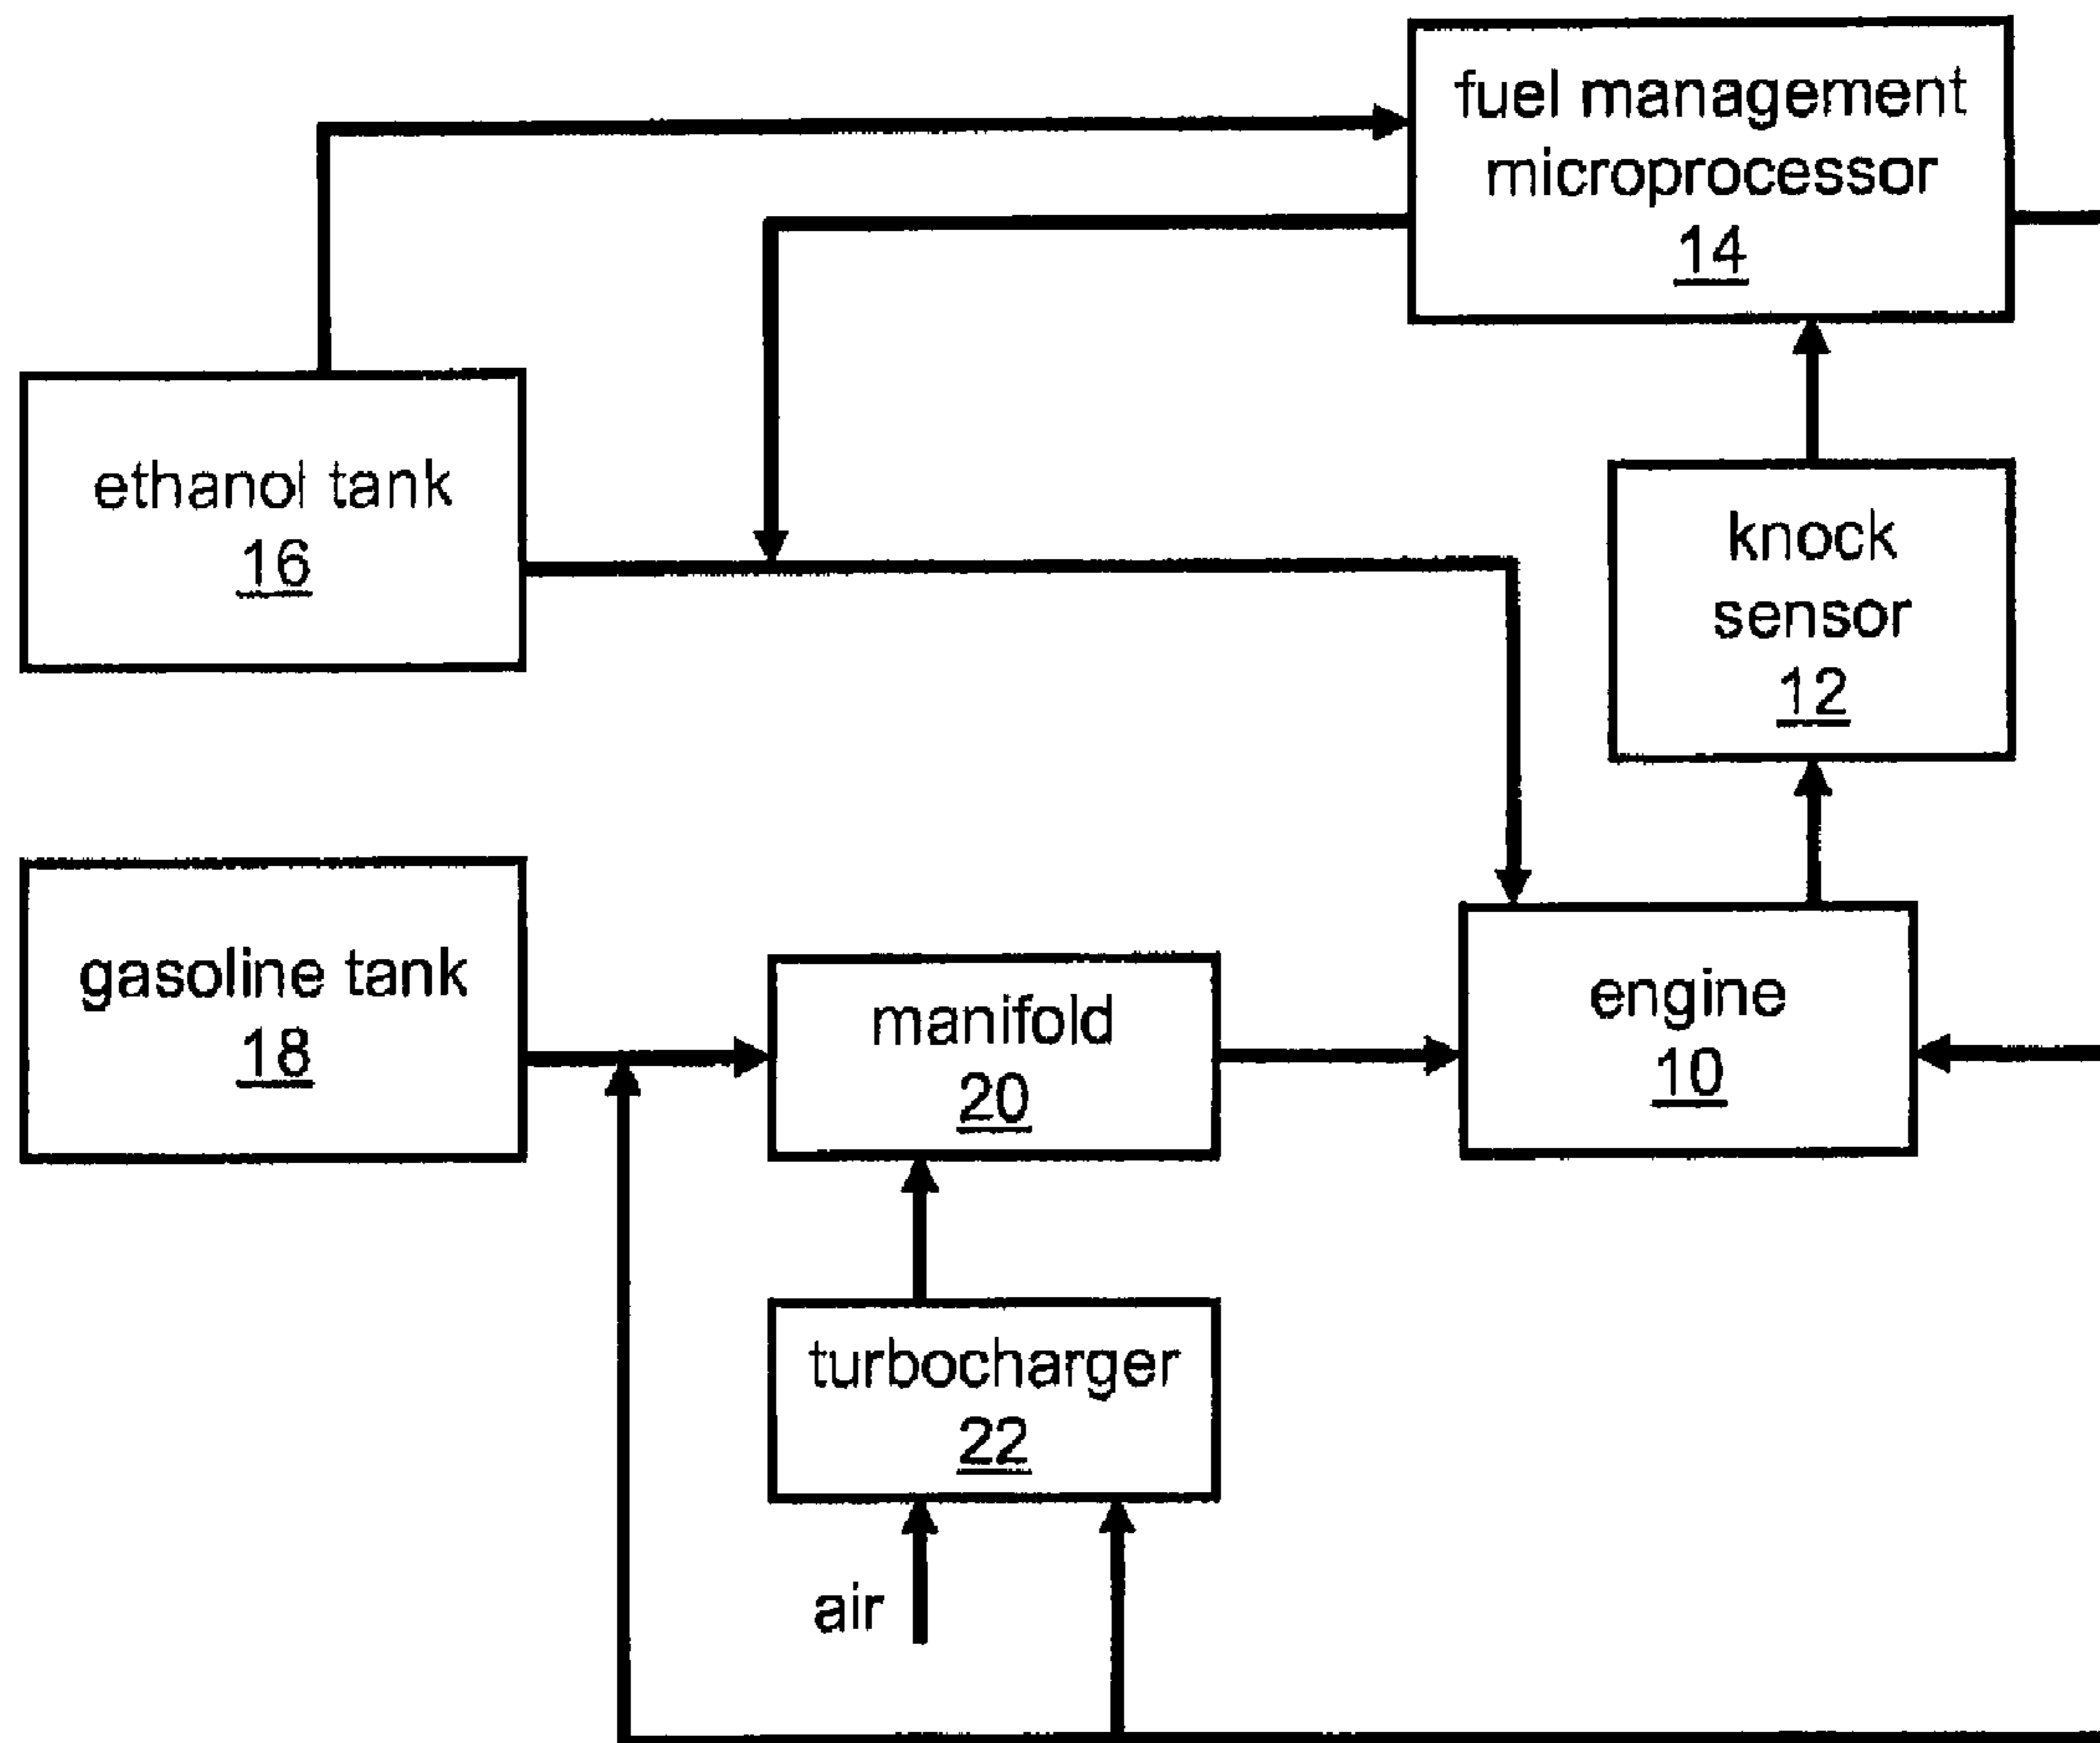 fuel management
microprocessor
14
ethanol tank
16
knock
sensor
12
gasoline tank
18
manifold
20
engine
10
turbocharger
22
air